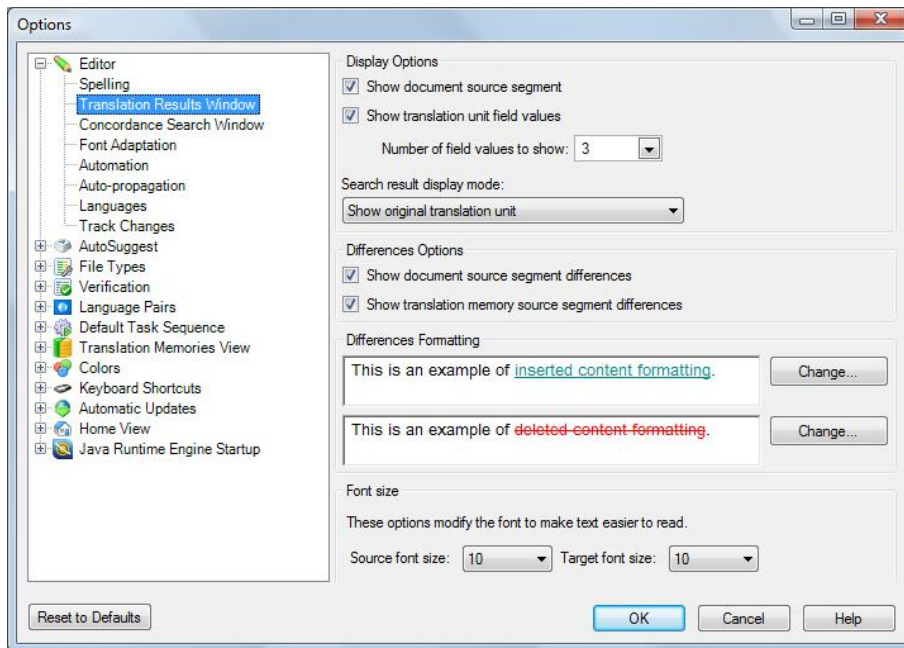 Options
Editor
Spelling
Translation Results Window
Concordance Search Window
Font Adaptation
Automation
Auto-propagation
Languages
Track Changes
AutoSuggest
File Types
Verification
Language Pairs
Default Task Sequence
Translation Memories View
Colors
Keyboard Shortcuts
Automatic Updates
Home View
Java Runtime Engine Startup
Display Options
Show document source segment
Show translation unit field values
Number of field values to show: 3
Search result display mode:
Show original translation unit
Differences Options
Show document source segment differences
Show translation memory source segment differences
Differences Formatting
This is an example of inserted content formatting. Change...
This is an example of deleted content formatting. Change...
Font size
These options modify the font to make text easier to read.
Source font size: 10 Target font size: 10
Reset to Defaults OK Cancel Help